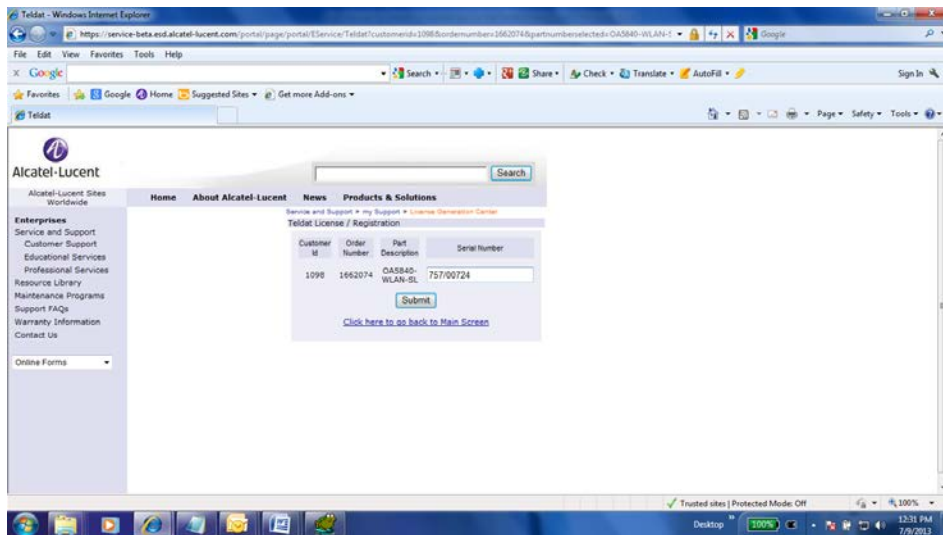 Teldat - Windows Internet Explorer
https://service-beta.esd.alcatel-lucent.com/portal/page/portal/EService/Teldat?customerid=1098&ordernumber=1662074&partnumberselected=OA5840-WLAN-S
Google
File Edit View Favorites Tools Help
x Google Search Share Check Translate AutoFill Sign In
Favorites Google Home Suggested Sites Get more Add-ons
Teldat
Page Safety Tools
Alcatel-Lucent
Search
Alcatel-Lucent Sites
Worldwide
Home About Alcatel-Lucent News Products & Solutions
Service and Support my Support License Generation Center
Teldat License / Registration
Enterprises
Service and Support
Customer Support
Educational Services
Professional Services
Resource Library
Maintenance Programs
Support FAQs
Warranty Information
Contact Us
Online Forms
Customer Id Order Number Part Description Serial Number
1098 1662074 OA5840-WLAN-SL 757/00724
Submit
Click here to go back to Main Screen
Trusted sites | Protected Mode: Off 100%
Desktop 100% 12:31 PM
7/9/2013